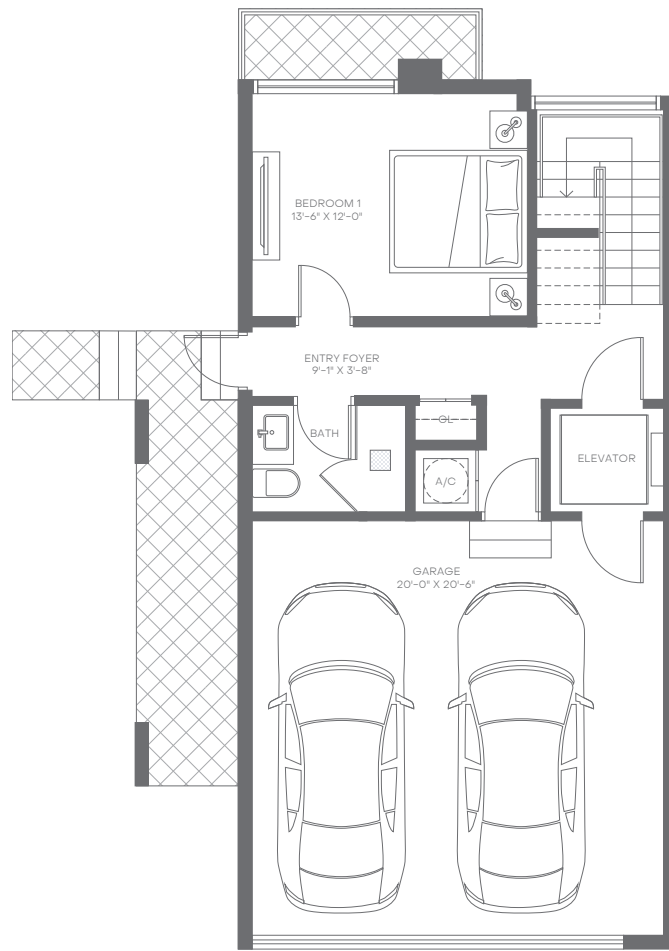 BEDROOM 1
13'-6" X 12'-0"
ENTRY FOYER
9'-1" X 3'-8"
CL
BATH
ELEVATOR
A/C
GARAGE
20'-0" X 20'-6"